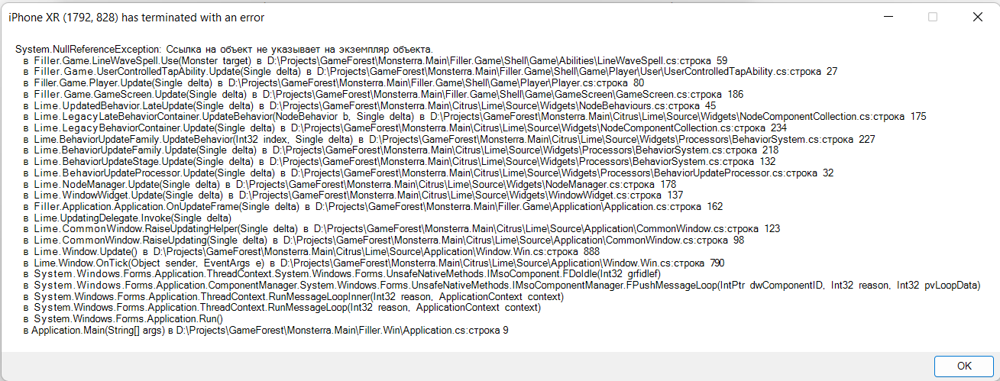 iPhone XR (1792, 828) has terminated with an error
System.NullReferenceException: Ссылка на объект не указывает на экземпляр объекта.
в Filler.Game.LineWaveSpell.Use(Monster target) в D:\Projects\GameForest\Monsterra.Main\Filler.Game\Shell\Game\Abilities\LineWaveSpell.cs:строка 59
в Filler.Game.UserControlledTapAbility.Update(Single delta) в D:\Projects\GameForest\Monsterra.Main\Filler.Game\Shell\Game\Player\User\UserControlledTapAbility.cs:строка 27
в Filler.Game.Player.Update(Single delta) в D:\Projects\GameForest\Monsterra.Main\Filler.Game\Shell\Game\Player\Player.cs:строка 80
в Filler.Game.GameScreen.Update(Single delta) в D:\Projects\GameForest\Monsterra.Main\Filler.Game\Shell\Game\GameScreen\GameScreen.cs:строка 186
в Lime.UpdatedBehavior.LateUpdate(Single delta) в D:\Projects\GameForest\Monsterra.Main\Citrus\Lime\Source\Widgets\NodeBehaviours.cs:строка 45
в Lime.LegacyLateBehaviorContainer.UpdateBehavior(NodeBehavior b, Single delta) в D:\Projects\GameForest\Monsterra.Main\Citrus\Lime\Source\Widgets\NodeComponentCollection.cs:строка 175
в Lime.LegacyBehaviorContainer.Update(Single delta) в D:\Projects\GameForest\Monsterra.Main\Citrus\Lime\Source\Widgets\NodeComponentCollection.cs:строка 234
в Lime.BehaviorUpdateFamily.UpdateBehavior(Int32 index, Single delta) в D:\Projects\GameForest\Monsterra.Main\Citrus\Lime\Source\Widgets\Processors\BehaviorSystem.cs:строка 227
в Lime.BehaviorUpdateFamily.Update(Single delta) в D:\Projects\GameForest\Monsterra.Main\Citrus\Lime\Source\Widgets\Processors\BehaviorSystem.cs:строка 218
в Lime.BehaviorUpdateStage.Update(Single delta) в D:\Projects\GameForest\Monsterra.Main\Citrus\Lime\Source\Widgets\Processors\BehaviorSystem.cs:строка 132
в Lime.BehaviorUpdateProcessor.Update(Single delta) в D:\Projects\GameForest\Monsterra.Main\Citrus\Lime\Source\Widgets\Processors\BehaviorUpdateProcessor.cs:строка 32
в Lime.NodeManager.Update(Single delta) в D:\Projects\GameForest\Monsterra.Main\Citrus\Lime\Source\Widgets\NodeManager.cs:строка 178
в Lime.WindowWidget.Update(Single delta) в D:\Projects\GameForest\Monsterra.Main\Citrus\Lime\Source\Widgets\WindowWidget.cs:строка 137
в Filler.Application.Application.OnUpdateFrame(Single delta) в D:\Projects\GameForest\Monsterra.Main\Filler.Game\Application\Application.cs:строка 162
в Lime.UpdatingDelegate.Invoke(Single delta)
в Lime.CommonWindow.RaiseUpdatingHelper(Single delta) в D:\Projects\GameForest\Monsterra.Main\Citrus\Lime\Source\Application\CommonWindow.cs:строка 123
в Lime.CommonWindow.RaiseUpdating(Single delta) в D:\Projects\GameForest\Monsterra.Main\Citrus\Lime\Source\Application\CommonWindow.cs:строка 98
в Lime.Window.Update() в D:\Projects\GameForest\Monsterra.Main\Citrus\Lime\Source\Application\Window.Win.cs:строка 888
в Lime.Window.OnTick(Object sender, EventArgs e) в D:\Projects\GameForest\Monsterra.Main\Citrus\Lime\Source\Application\Window.Win.cs:строка 790
в System.Windows.Forms.Application.ThreadContext.System.Windows.Forms.UnsafeNativeMethods.IMsoComponent.FDoIdle(Int32 grfidlef)
в System.Windows.Forms.Application.ComponentManager.System.Windows.Forms.UnsafeNativeMethods.IMsoComponentManager.FPushMessageLoop(IntPtr dwComponentID, Int32 reason, Int32 pvLoopData)
в System.Windows.Forms.Application.ThreadContext.RunMessageLoopInner(Int32 reason, ApplicationContext context)
в System.Windows.Forms.Application.ThreadContext.RunMessageLoop(Int32 reason, ApplicationContext context)
в System.Windows.Forms.Application.Run()
в Application.Main(String[] args) в D:\Projects\GameForest\Monsterra.Main\Filler.Win\Application.cs:строка 9
OK